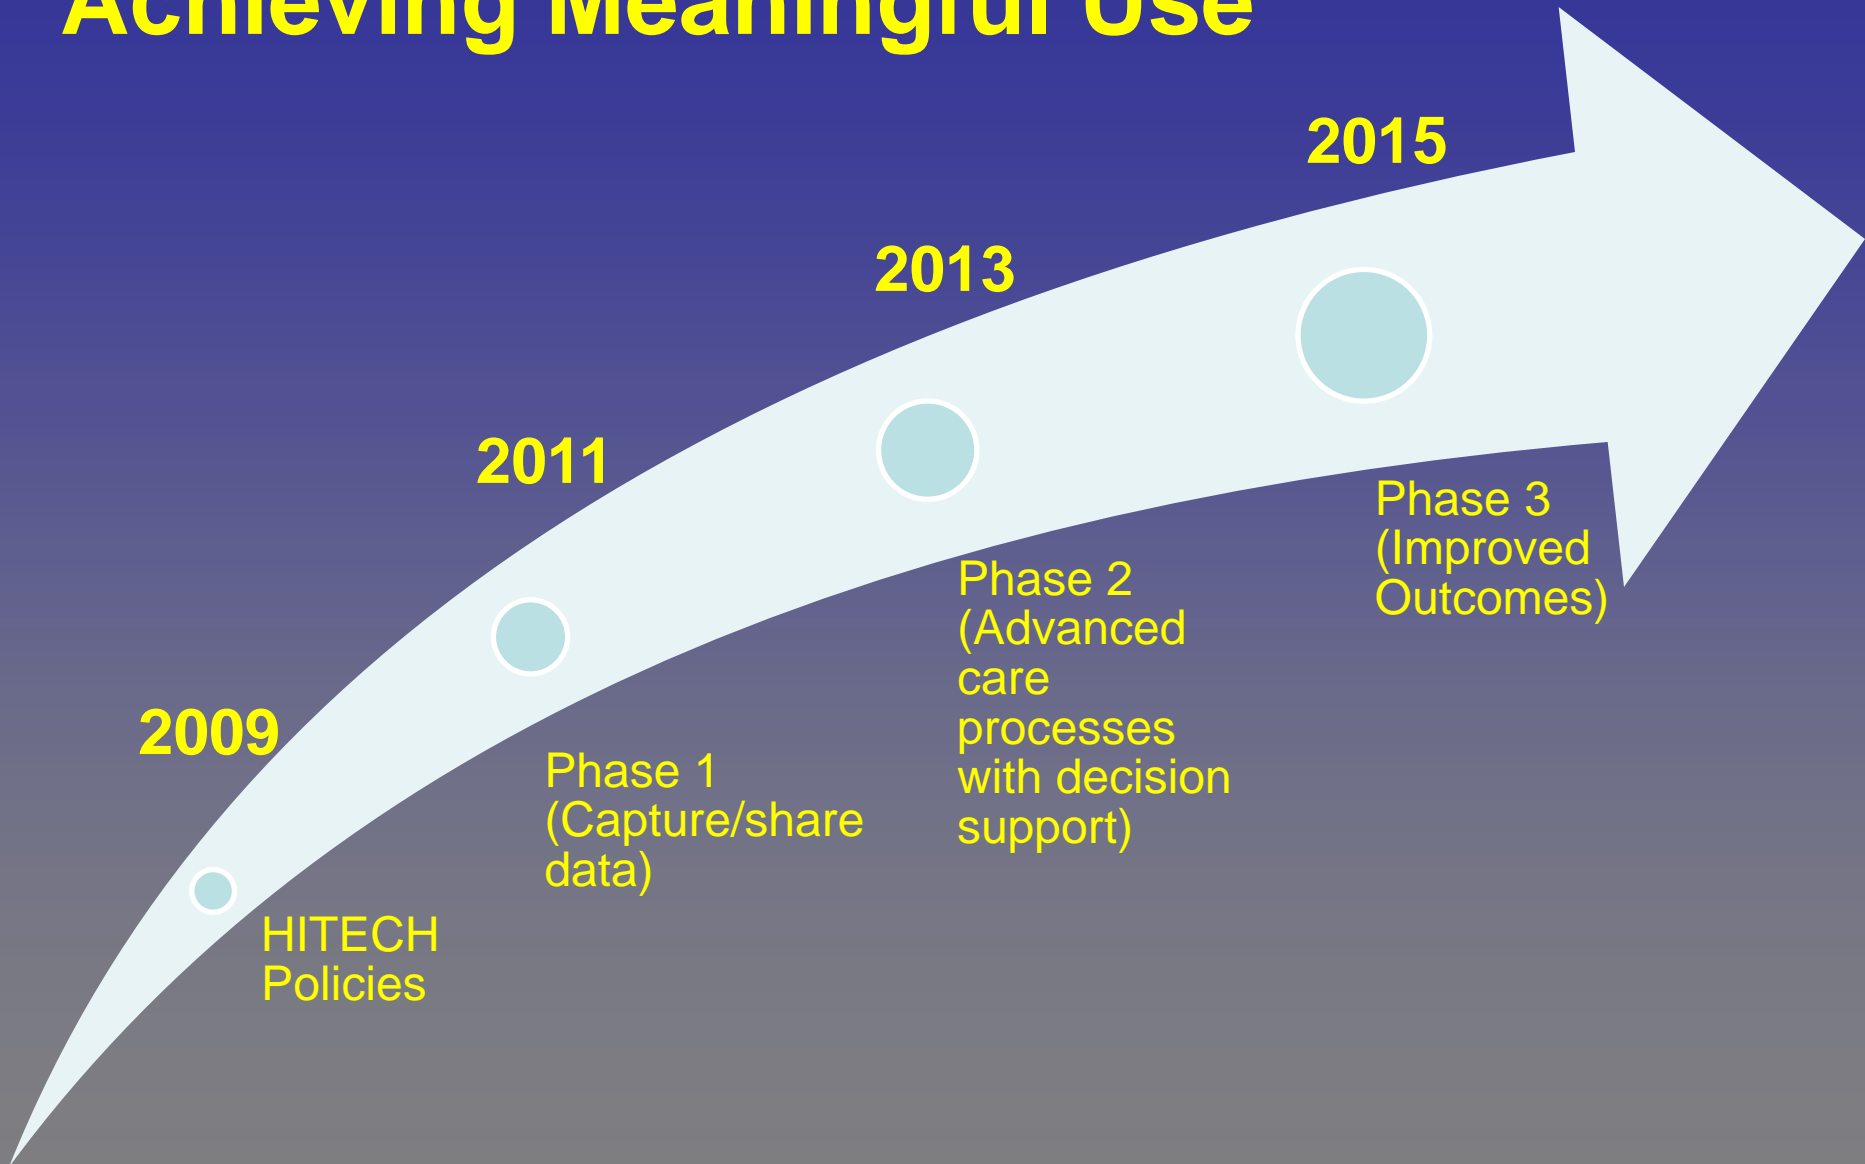 Achieving Meaningful Use
2015
2013
2011
2009
Phase 3
(Improved
Outcomes)
Phase 2
(Advanced
care
processes
with decision
support)
Phase 1
(Capture/share
data)
HITECH
Policies